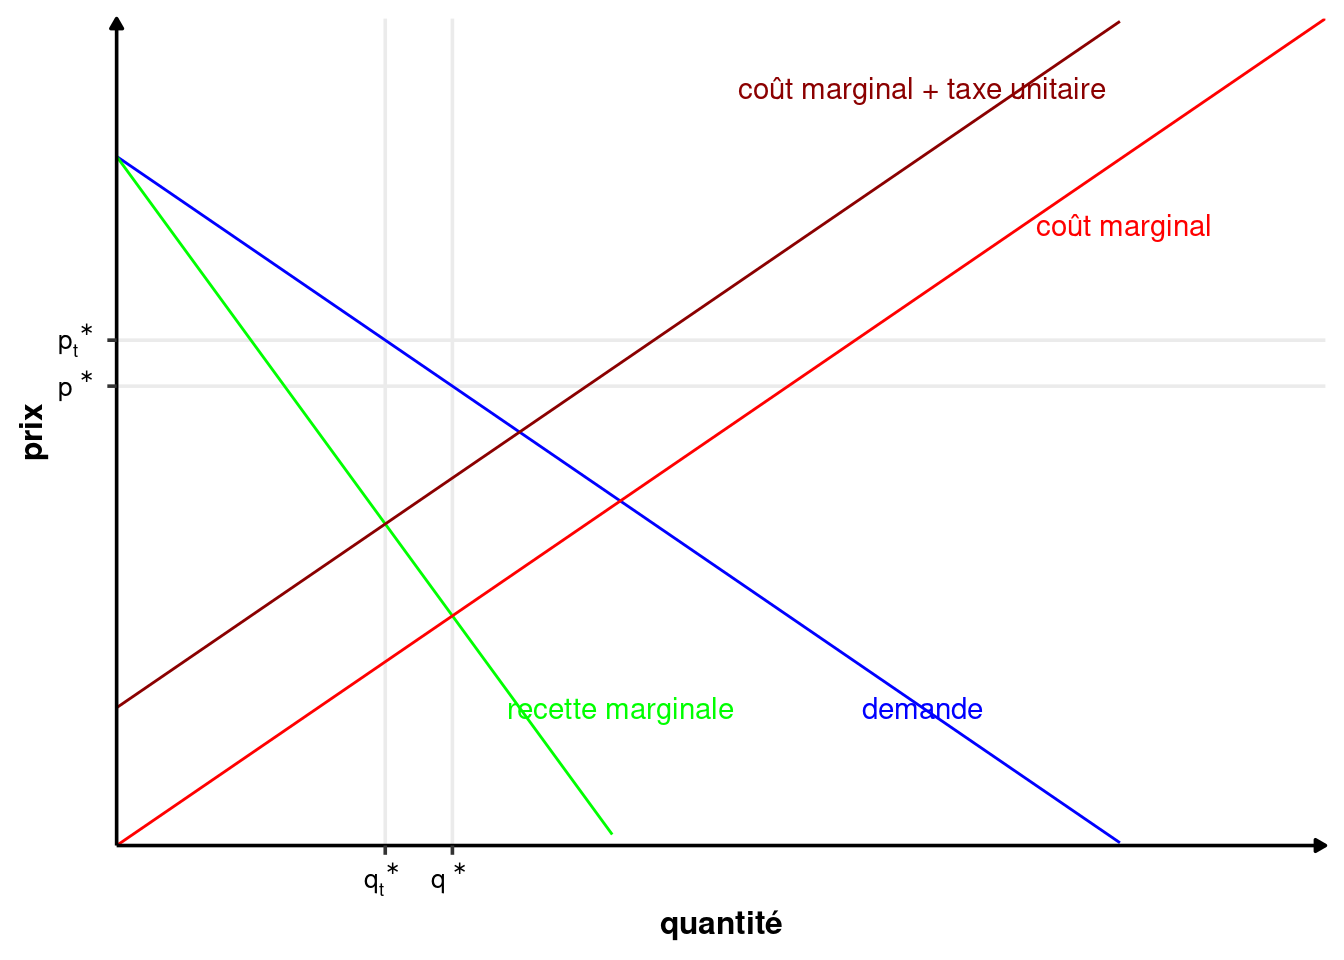 coût marginal + taxe unitaire
coût marginal
pₜ*
p *
prix
recette marginale
demande
qₜ*
q *
quantité